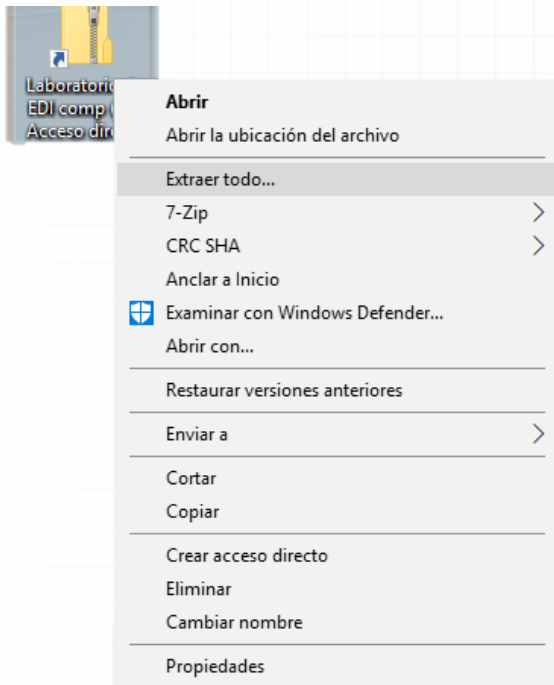 Laboratorio
EDI comp
Acceso dire
Abrir
Abrir la ubicación del archivo
Extraer todo...
7-Zip
CRC SHA
Anclar a Inicio
Examinar con Windows Defender...
Abrir con...
Restaurar versiones anteriores
Enviar a
Cortar
Copiar
Crear acceso directo
Eliminar
Cambiar nombre
Propiedades